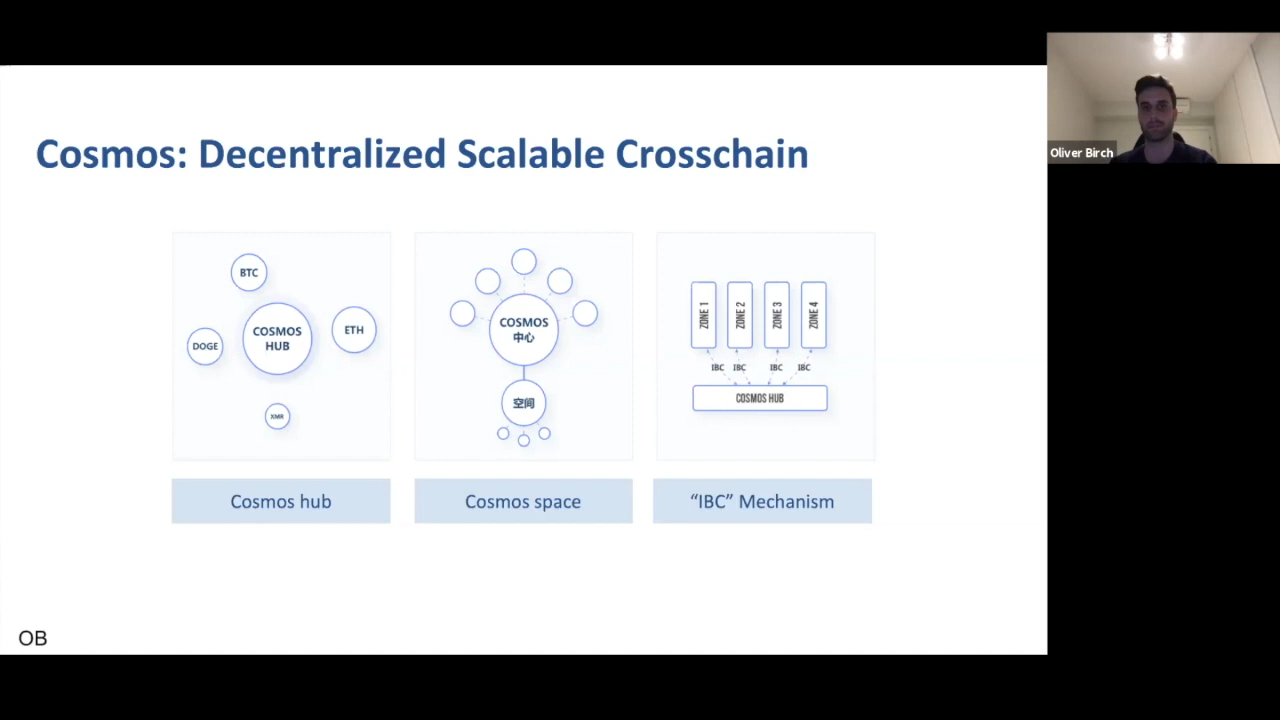 Cosmos: Decentralized Scalable Crosschain
Oliver Birch
BTC
COSMOS
HUB
ETH
DOGE
XMR
COSMOS
中心
空间
ZONE 1
ZONE 2
ZONE 3
ZONE 4
IBC
IBC
IBC
IBC
COSMOS HUB
Cosmos hub
Cosmos space
“IBC” Mechanism
OB